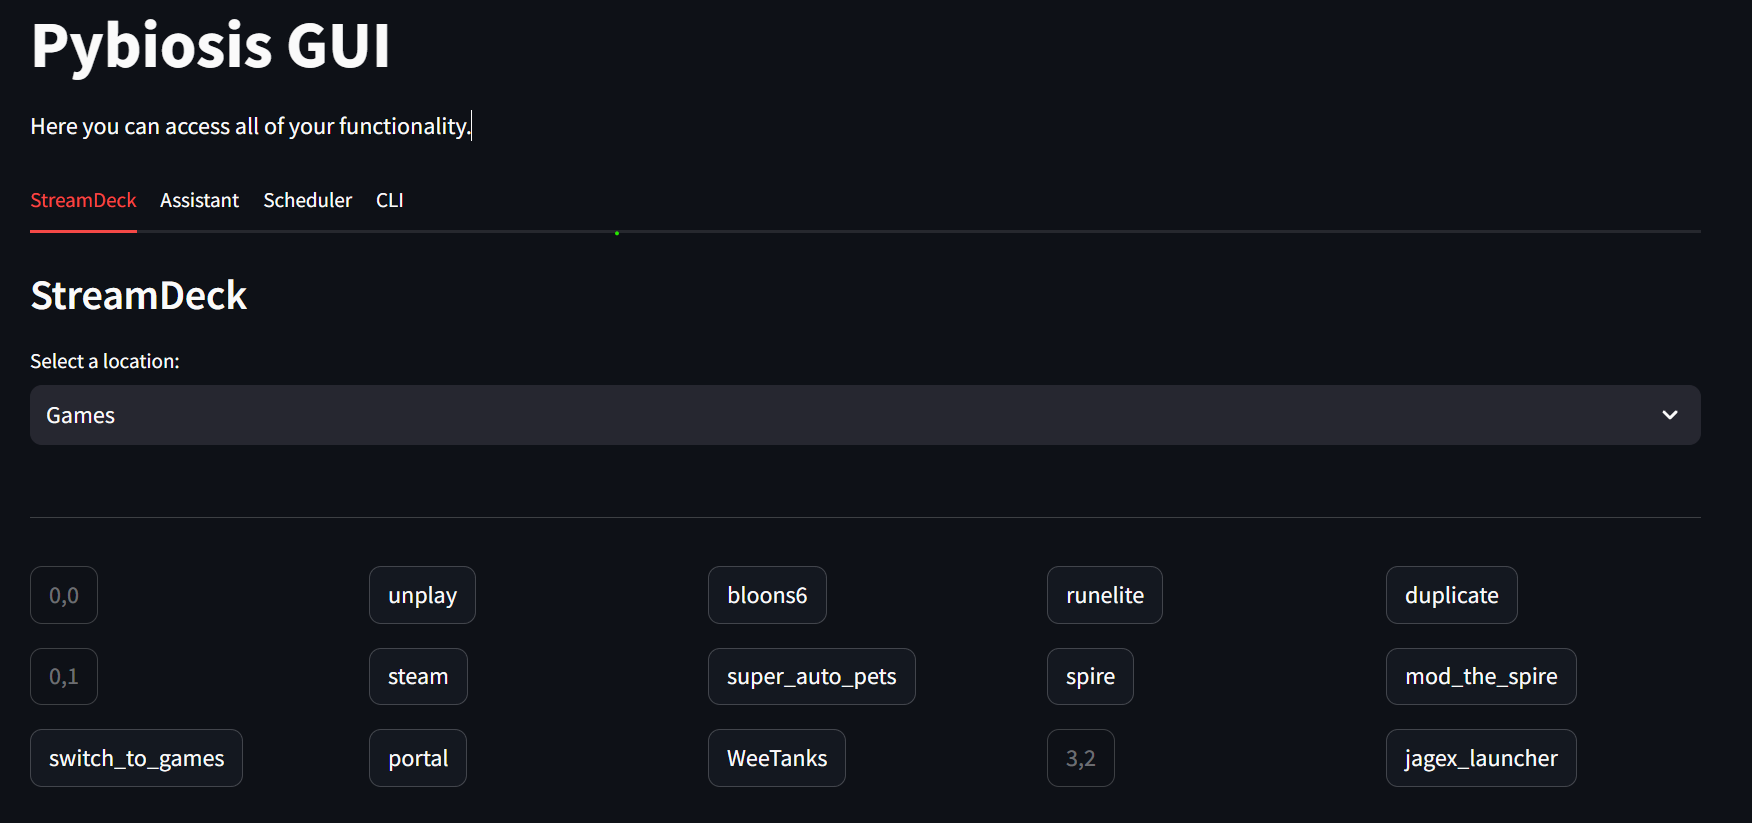 Pybiosis GUI
Here you can access all of your functionality.
StreamDeck Assistant Scheduler CLI
StreamDeck
Select a location:
Games
0,0 unplay bloons6 runelite duplicate
0,1 steam super_auto_pets spire mod_the_spire
switch_to_games portal WeeTanks 3,2 jagex_launcher